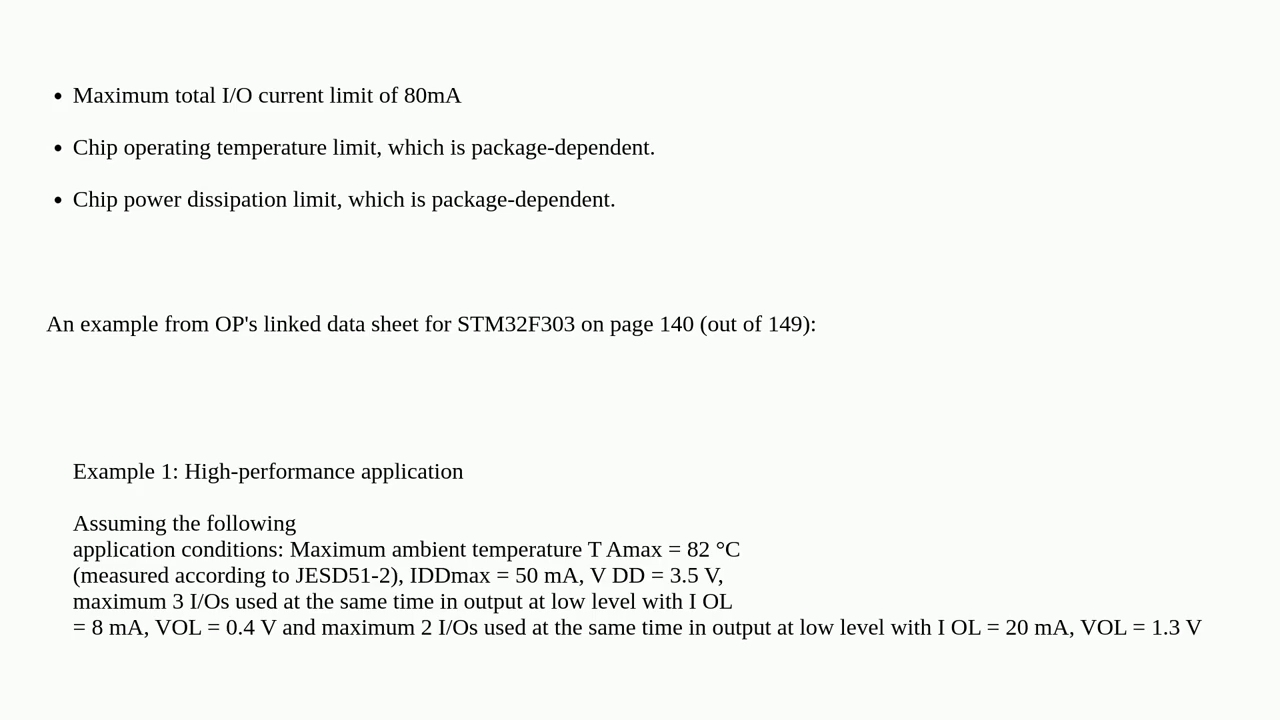 • Maximum total I/O current limit of 80mA
• Chip operating temperature limit, which is package-dependent.
• Chip power dissipation limit, which is package-dependent.
An example from OP's linked data sheet for STM32F303 on page 140 (out of 149):
Example 1: High-performance application
Assuming the following
application conditions: Maximum ambient temperature T Amax = 82 °C
(measured according to JESD51-2), IDDmax = 50 mA, V DD = 3.5 V,
maximum 3 I/Os used at the same time in output at low level with I OL
= 8 mA, VOL = 0.4 V and maximum 2 I/Os used at the same time in output at low level with I OL = 20 mA, VOL = 1.3 V